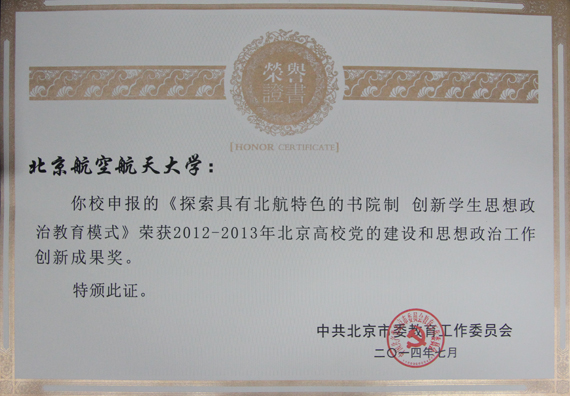 榮譽
證書
[HONOR CERTIFICATE]
北京航空航天大学：
你校申报的《探索具有北航特色的书院制 创新学生思想政
治教育模式》荣获2012-2013年北京高校党的建设和思想政治工作
创新成果奖。
特颁此证。
中共北京市委教育工作委员会
二〇一四年七月